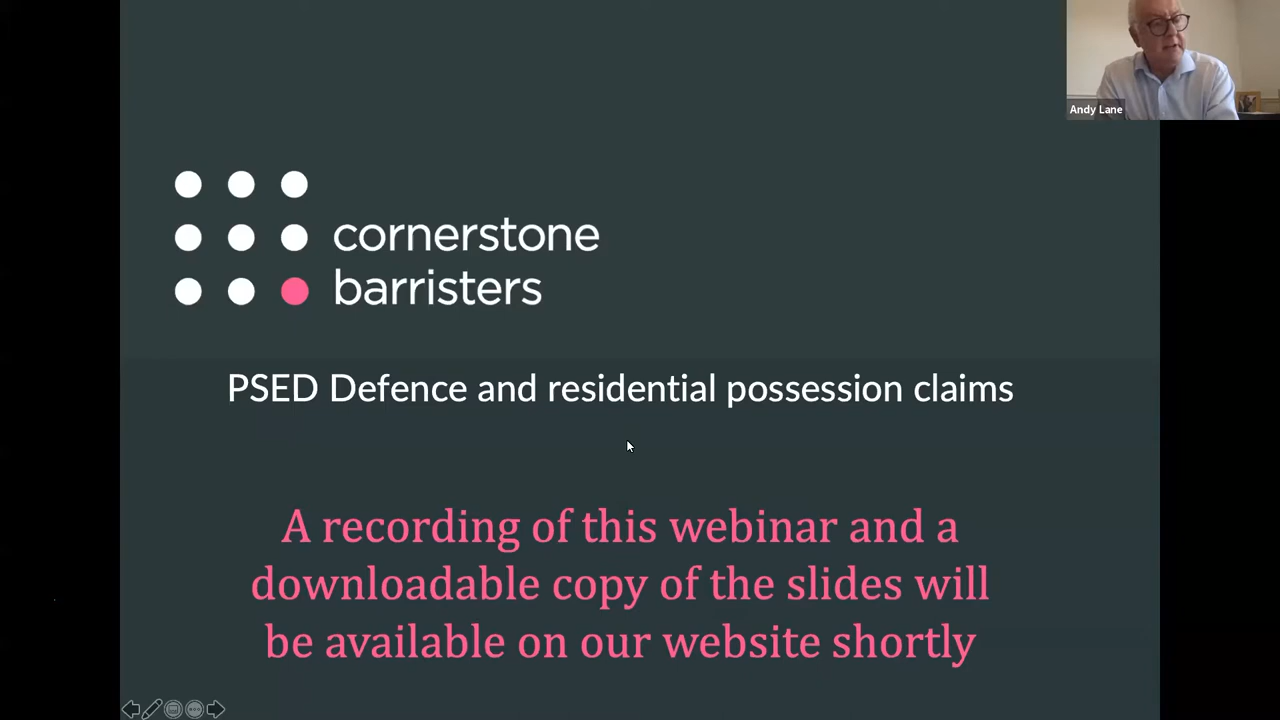 Andy Lane
cornerstone
barristers
PSED Defence and residential possession claims
A recording of this webinar and a
downloadable copy of the slides will
be available on our website shortly